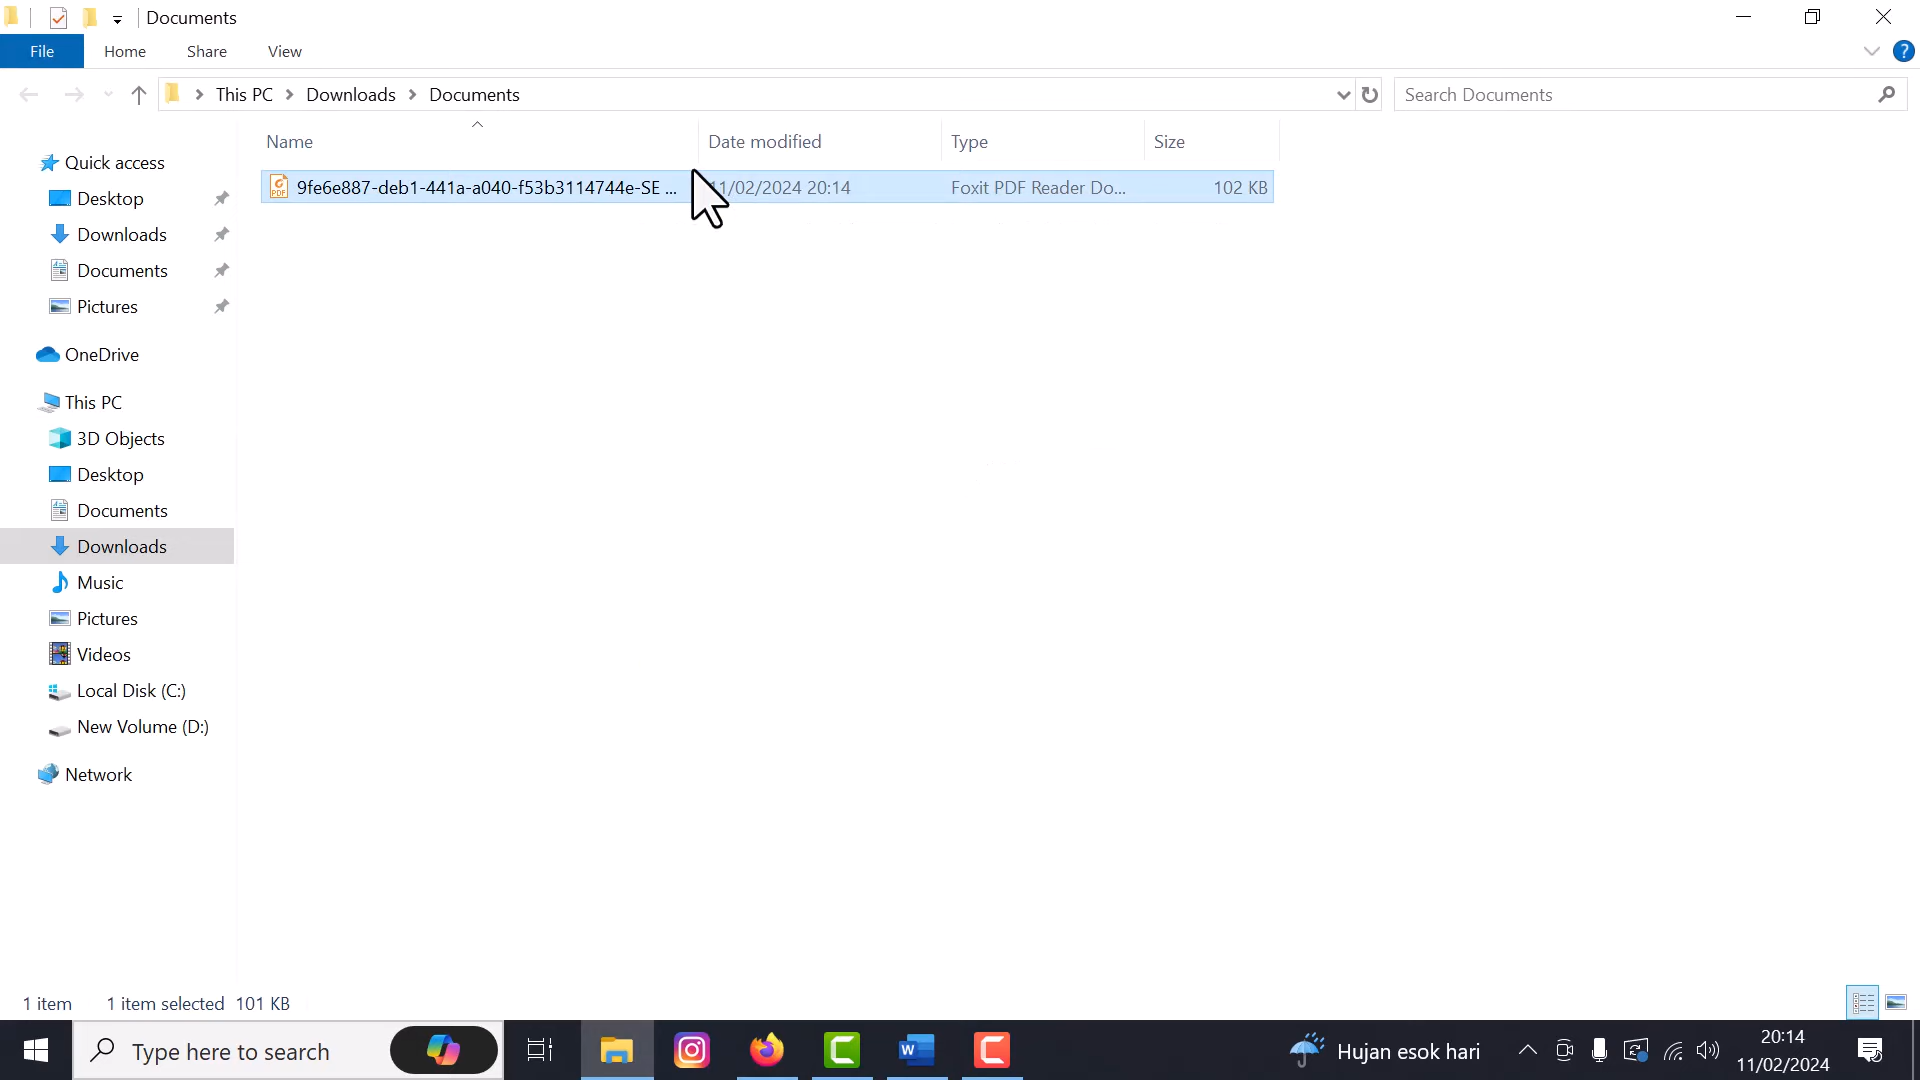 Documents
File Home Share View
This PC Downloads Documents
Search Documents
Name Date modified Type Size
9fe6e887-deb1-441a-a040-f53b3114744e-SE ... 11/02/2024 20:14 Foxit PDF Reader Do... 102 KB
Quick access
Desktop
Downloads
Documents
Pictures
OneDrive
This PC
3D Objects
Desktop
Documents
Downloads
Music
Pictures
Videos
Local Disk (C:)
New Volume (D:)
Network
1 item 1 item selected 101 KB
Type here to search
Hujan esok hari
20:14
11/02/2024